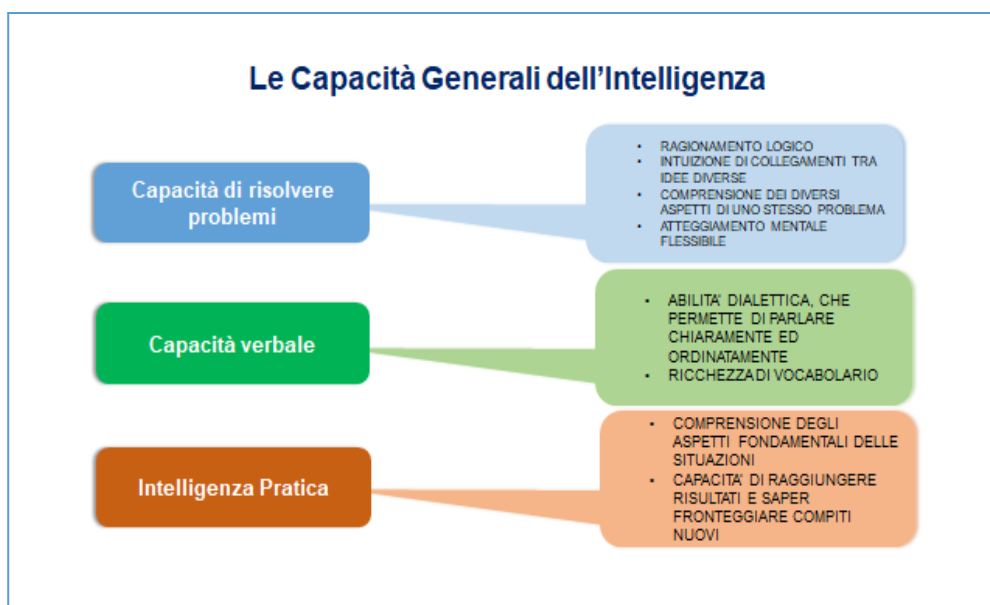 Le Capacità Generali dell’Intelligenza
Capacità di risolvere
problemi
• RAGIONAMENTO LOGICO
• INTUIZIONE DI COLLEGAMENTI TRA
IDEE DIVERSE
• COMPRENSIONE DEI DIVERSI
ASPETTI DI UNO STESSO PROBLEMA
• ATTEGGIAMENTO MENTALE
FLESSIBILE
Capacità verbale
• ABILITA’ DIALETTICA, CHE
PERMETTE DI PARLARE
CHIARAMENTE ED
ORDINATAMENTE
• RICCHEZZA DI VOCABOLARIO
Intelligenza Pratica
• COMPRENSIONE DEGLI
ASPETTI FONDAMENTALI DELLE
SITUAZIONI
• CAPACITA’ DI RAGGIUNGERE
RISULTATI E SAPER
FRONTEGGIARE COMPITI
NUOVI